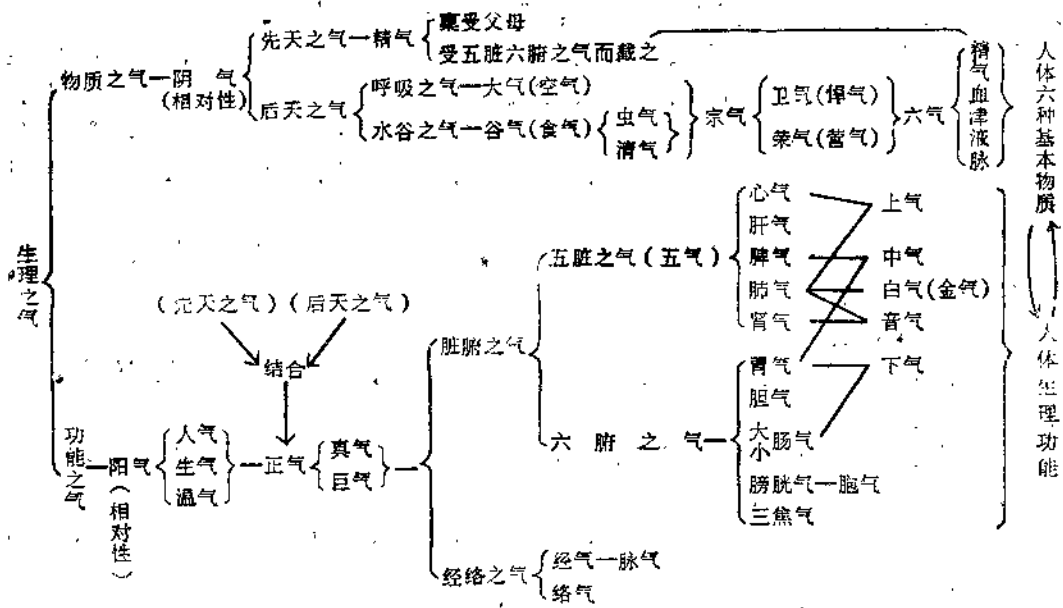 生理之气
物质之气—阴气
(相对性)
先天之气—精气
禀受父母
受五脏六腑之气而藏之
后天之气
呼吸之气—大气(空气)
水谷之气—谷气(食气)
虫气
清气
宗气
卫气(悍气)
荣气(营气)
六气
精气血津液脉
人体六种基本物质
人体生理功能
功能之气
阳气
(相对性)
人气
生气
温气
(先天之气)(后天之气)
结合
正气
真气
巨气
脏腑之气
五脏之气(五气)
心气
肝气
脾气
肺气
肾气
上气
中气
白气(金气)
音气
下气
六腑之气
胃气
胆气
大小肠气
膀胱气—胞气
三焦气
经络之气
经气—脉气
络气